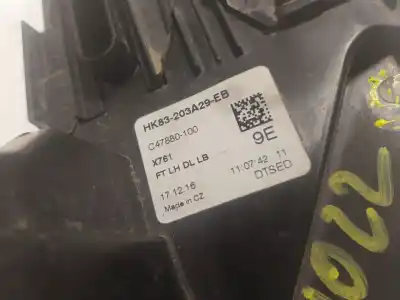 HK83-203A29-EB
C47880-100
9E
X761
FT LH DL LB
17.12.16 11:07:42 11
Made in CZ DTSED
1022